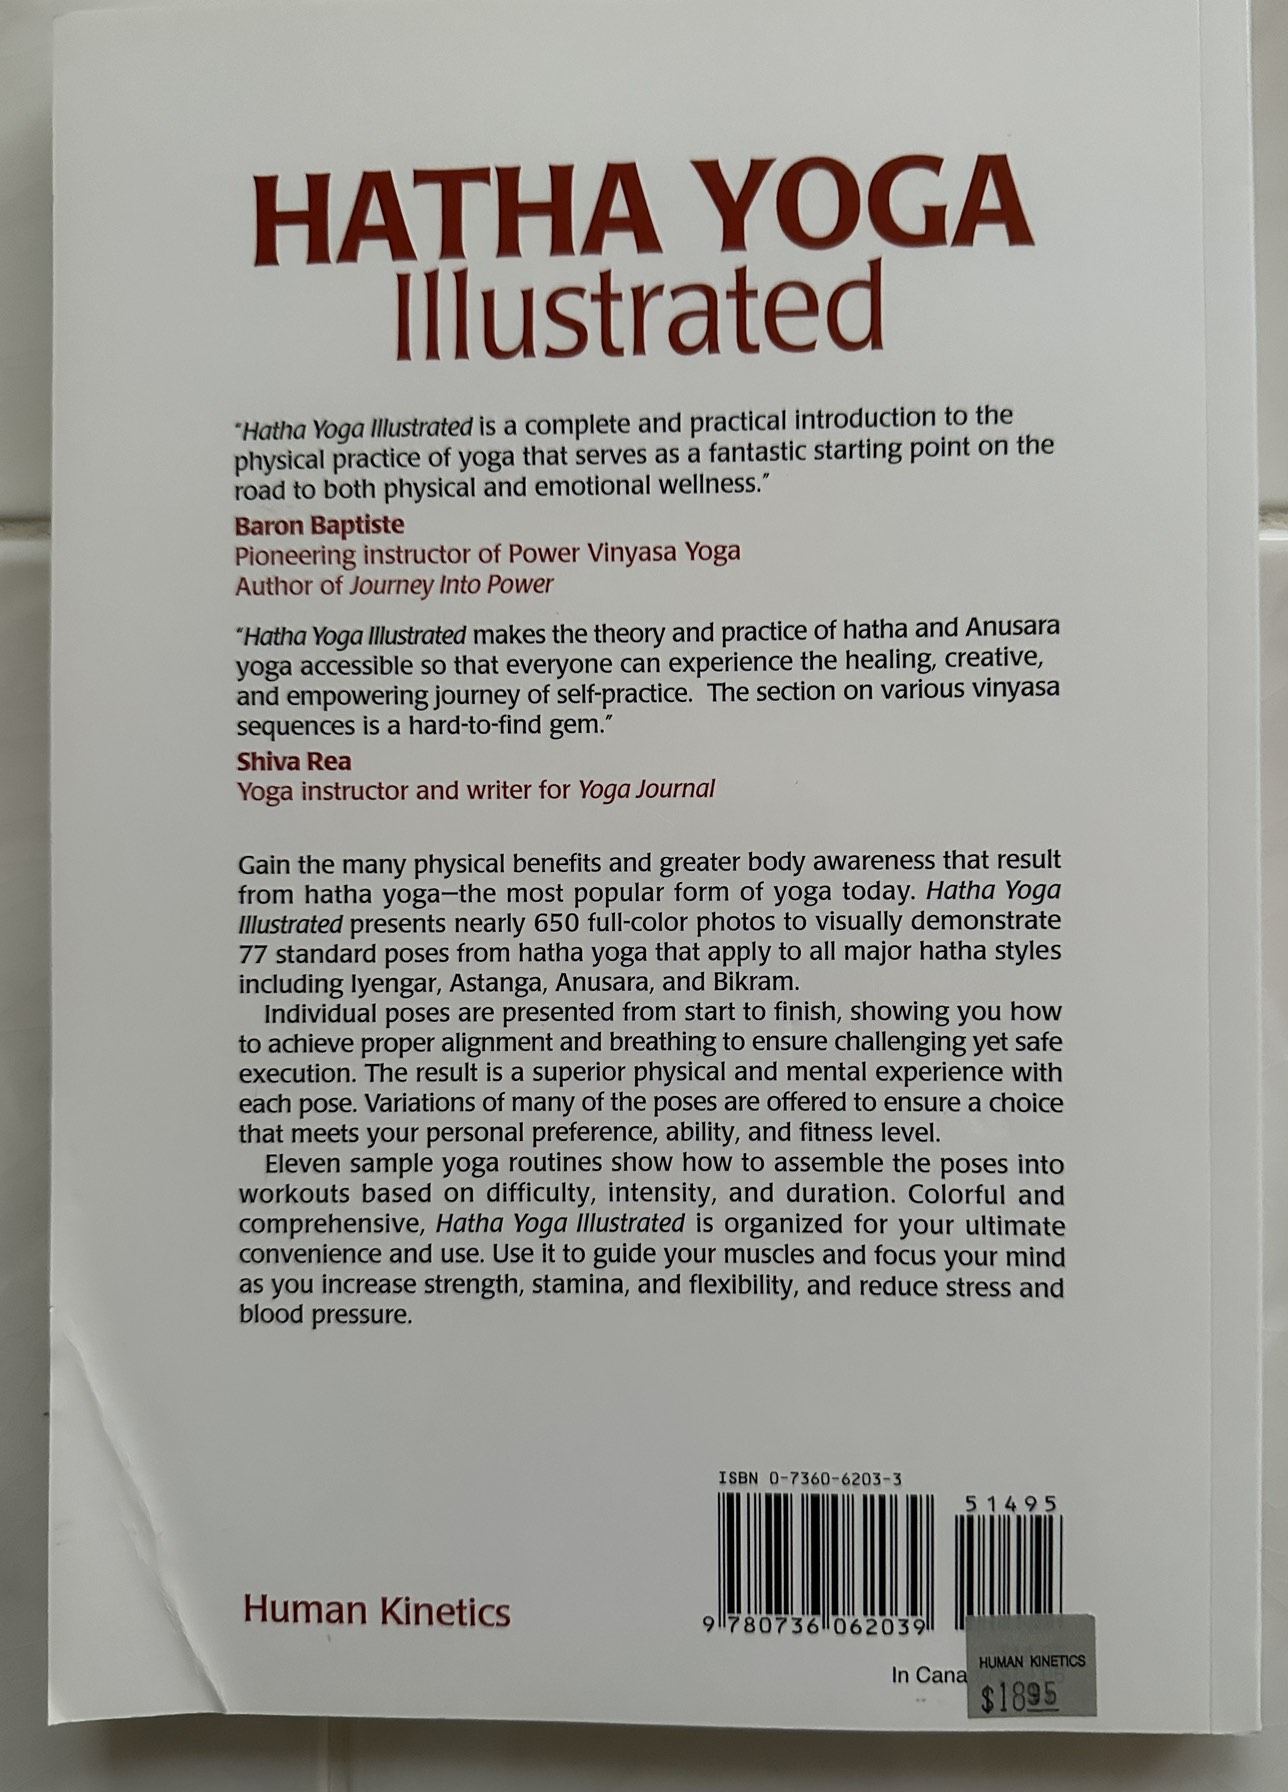 HATHA YOGA
Illustrated
"Hatha Yoga Illustrated is a complete and practical introduction to the
physical practice of yoga that serves as a fantastic starting point on the
road to both physical and emotional wellness."
Baron Baptiste
Pioneering instructor of Power Vinyasa Yoga
Author of Journey Into Power
"Hatha Yoga Illustrated makes the theory and practice of hatha and Anusara
yoga accessible so that everyone can experience the healing, creative,
and empowering journey of self-practice.  The section on various vinyasa
sequences is a hard-to-find gem."
Shiva Rea
Yoga instructor and writer for Yoga Journal
Gain the many physical benefits and greater body awareness that result
from hatha yoga—the most popular form of yoga today. Hatha Yoga
Illustrated presents nearly 650 full-color photos to visually demonstrate
77 standard poses from hatha yoga that apply to all major hatha styles
including Iyengar, Astanga, Anusara, and Bikram.
Individual poses are presented from start to finish, showing you how
to achieve proper alignment and breathing to ensure challenging yet safe
execution. The result is a superior physical and mental experience with
each pose. Variations of many of the poses are offered to ensure a choice
that meets your personal preference, ability, and fitness level.
Eleven sample yoga routines show how to assemble the poses into
workouts based on difficulty, intensity, and duration. Colorful and
comprehensive, Hatha Yoga Illustrated is organized for your ultimate
convenience and use. Use it to guide your muscles and focus your mind
as you increase strength, stamina, and flexibility, and reduce stress and
blood pressure.
ISBN 0-7360-6203-3
51495
9 780736 062039
Human Kinetics
In Cana
HUMAN KINETICS
$1895